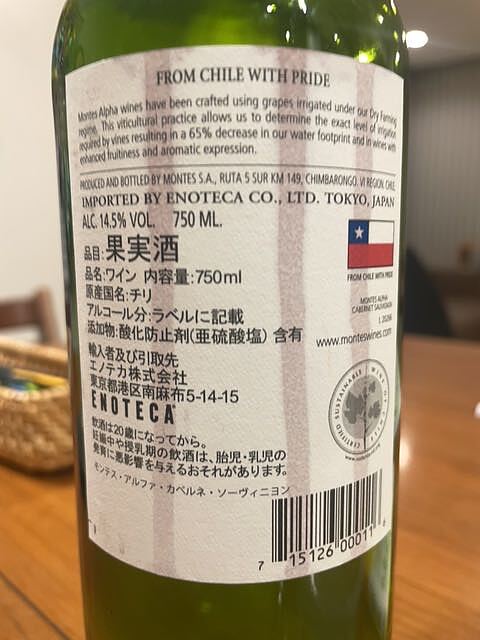 FROM CHILE WITH PRIDE
Montes Alpha wines have been crafted using grapes irrigated under our Dry Farming
regime. This viticultural practice allows us to determine the exact level of irrigation
required by vines resulting in a 65% decrease in our water footprint and in wines with
enhanced fruitiness and aromatic expression.
PRODUCED AND BOTTLED BY MONTES S.A., RUTA 5 SUR KM 149, CHIMBARONGO. VI REGION. CHILE.
IMPORTED BY ENOTECA CO., LTD. TOKYO, JAPAN
ALC. 14.5% VOL. 750 ML.
品目:果実酒
品名:ワイン 内容量:750ml
原産国名:チリ
アルコール分:ラベルに記載
添加物:酸化防止剤(亜硫酸塩) 含有
輸入者及び引取先
エノテカ株式会社
東京都港区南麻布5-14-15
ENOTECA
飲酒は20歳になってから。
妊娠中や授乳期の飲酒は、胎児・乳児の
発育に悪影響を与えるおそれがあります。
モンテス・アルファ・カベルネ・ソーヴィニヨン
FROM CHILE WITH PRIDE
MONTES ALPHA
CABERNET SAUVIGNON
www.monteswines.com
CERTIFIED SUSTAINABLE WINE OF CHILE
7 15126 00011 6